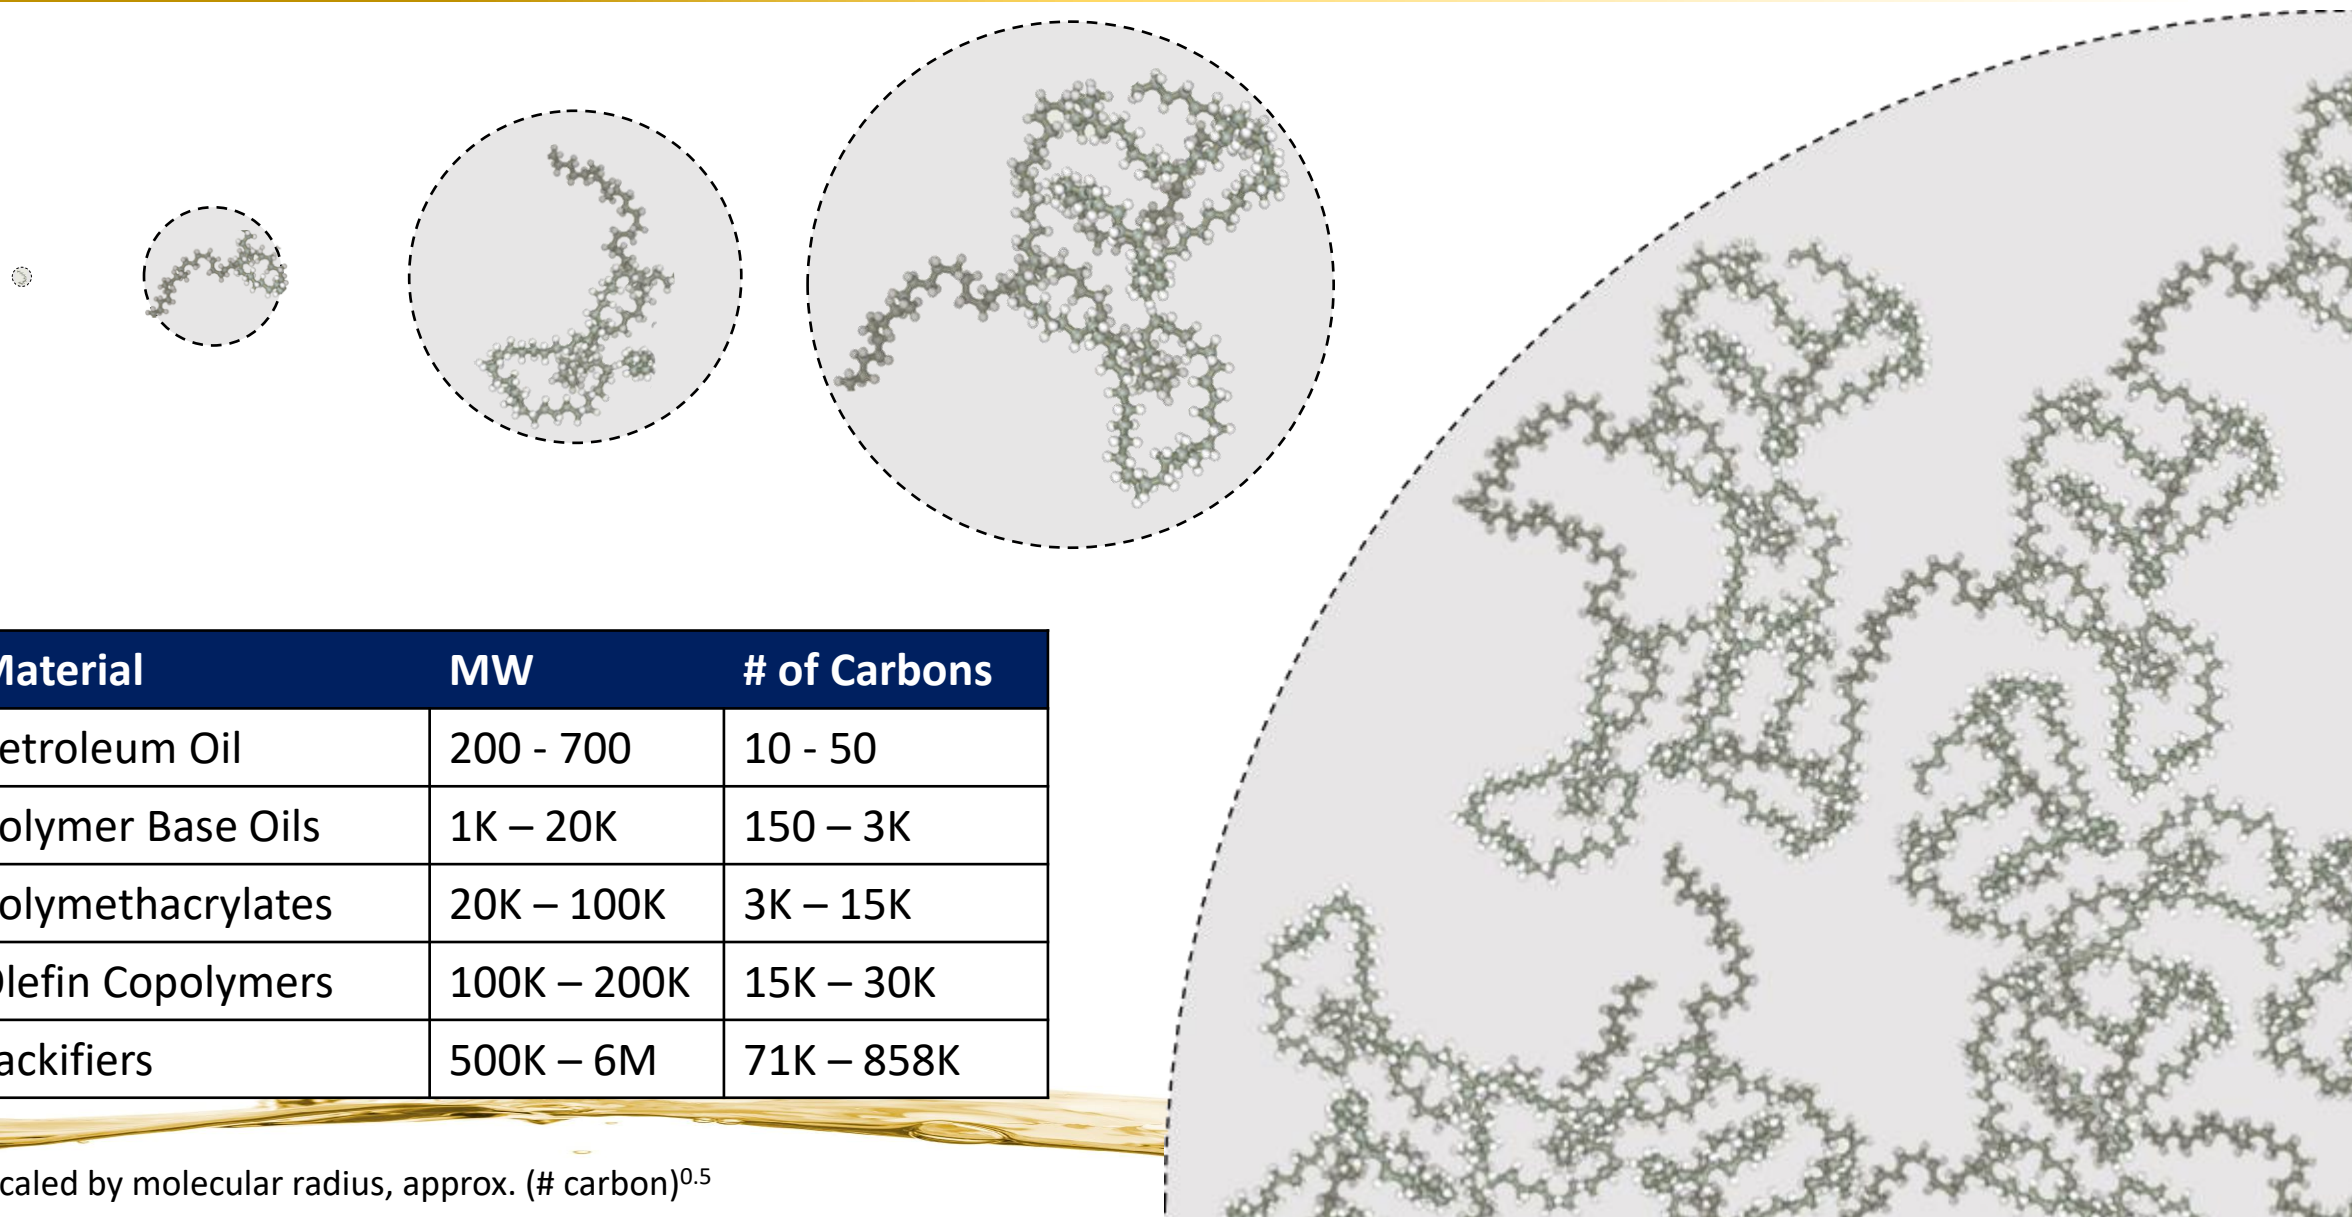 Material MW # of Carbons
etroleum Oil 200 - 700 10 - 50
olymer Base Oils 1K – 20K 150 – 3K
olymethacrylates 20K – 100K 3K – 15K
Olefin Copolymers 100K – 200K 15K – 30K
ackifiers 500K – 6M 71K – 858K
caled by molecular radius, approx. (# carbon)^0.5